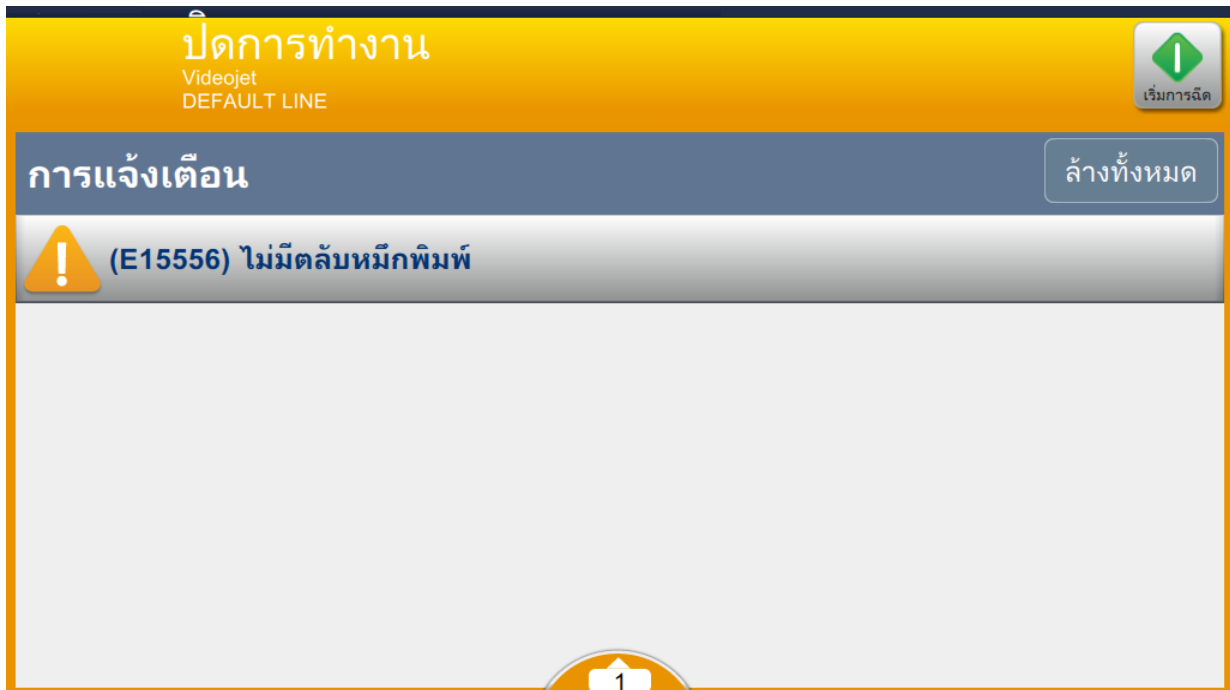 ปิดการทำงาน
Videojet
DEFAULT LINE
เริ่มการฉีด
การแจ้งเตือน
ล้างทั้งหมด
(E15556) ไม่มีตลับหมึกพิมพ์
1